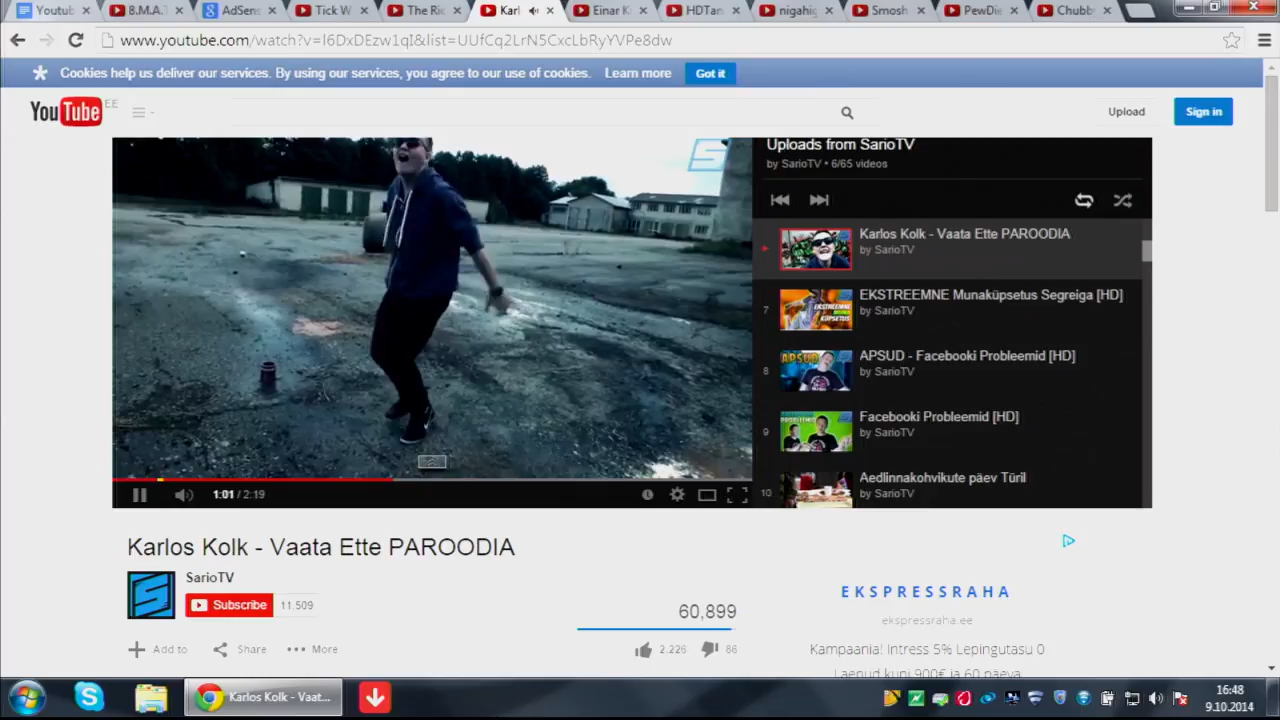 Youtub
B.M.A.
AdSens
Tick W
The Ric
Karl
Einar K
HDTan
nigahig
Smosh
PewDie
Chubb
www.youtube.com/watch?v=I6DxDEzw1qI&list=UUfCq2LrN5CxcLbRyYVPe8dw
Cookies help us deliver our services. By using our services, you agree to our use of cookies. Learn more Got it
YouTube EE
Upload Sign in
Uploads from SarioTV
by SarioTV • 6/65 videos
Karlos Kolk - Vaata Ette PAROODIA
by SarioTV
7 EKSTREEMNE Munaküpsetus Segreiga [HD]
by SarioTV
8 APSUD - Facebooki Probleemid [HD]
by SarioTV
9 Facebooki Probleemid [HD]
by SarioTV
10 Aedlinnakohvikute päev Türil
by SarioTV
1:01 / 2:19
Karlos Kolk - Vaata Ette PAROODIA
SarioTV
Subscribe 11,509
60,899
Add to Share More 2,226 86
EKSPRESSRAHA
ekspressraha.ee
Kampaania! Intress 5% Lepingutasu 0
Laenud kuni 900€ ja 60 päeva
Karlos Kolk - Vaat...
16:48
9.10.2014